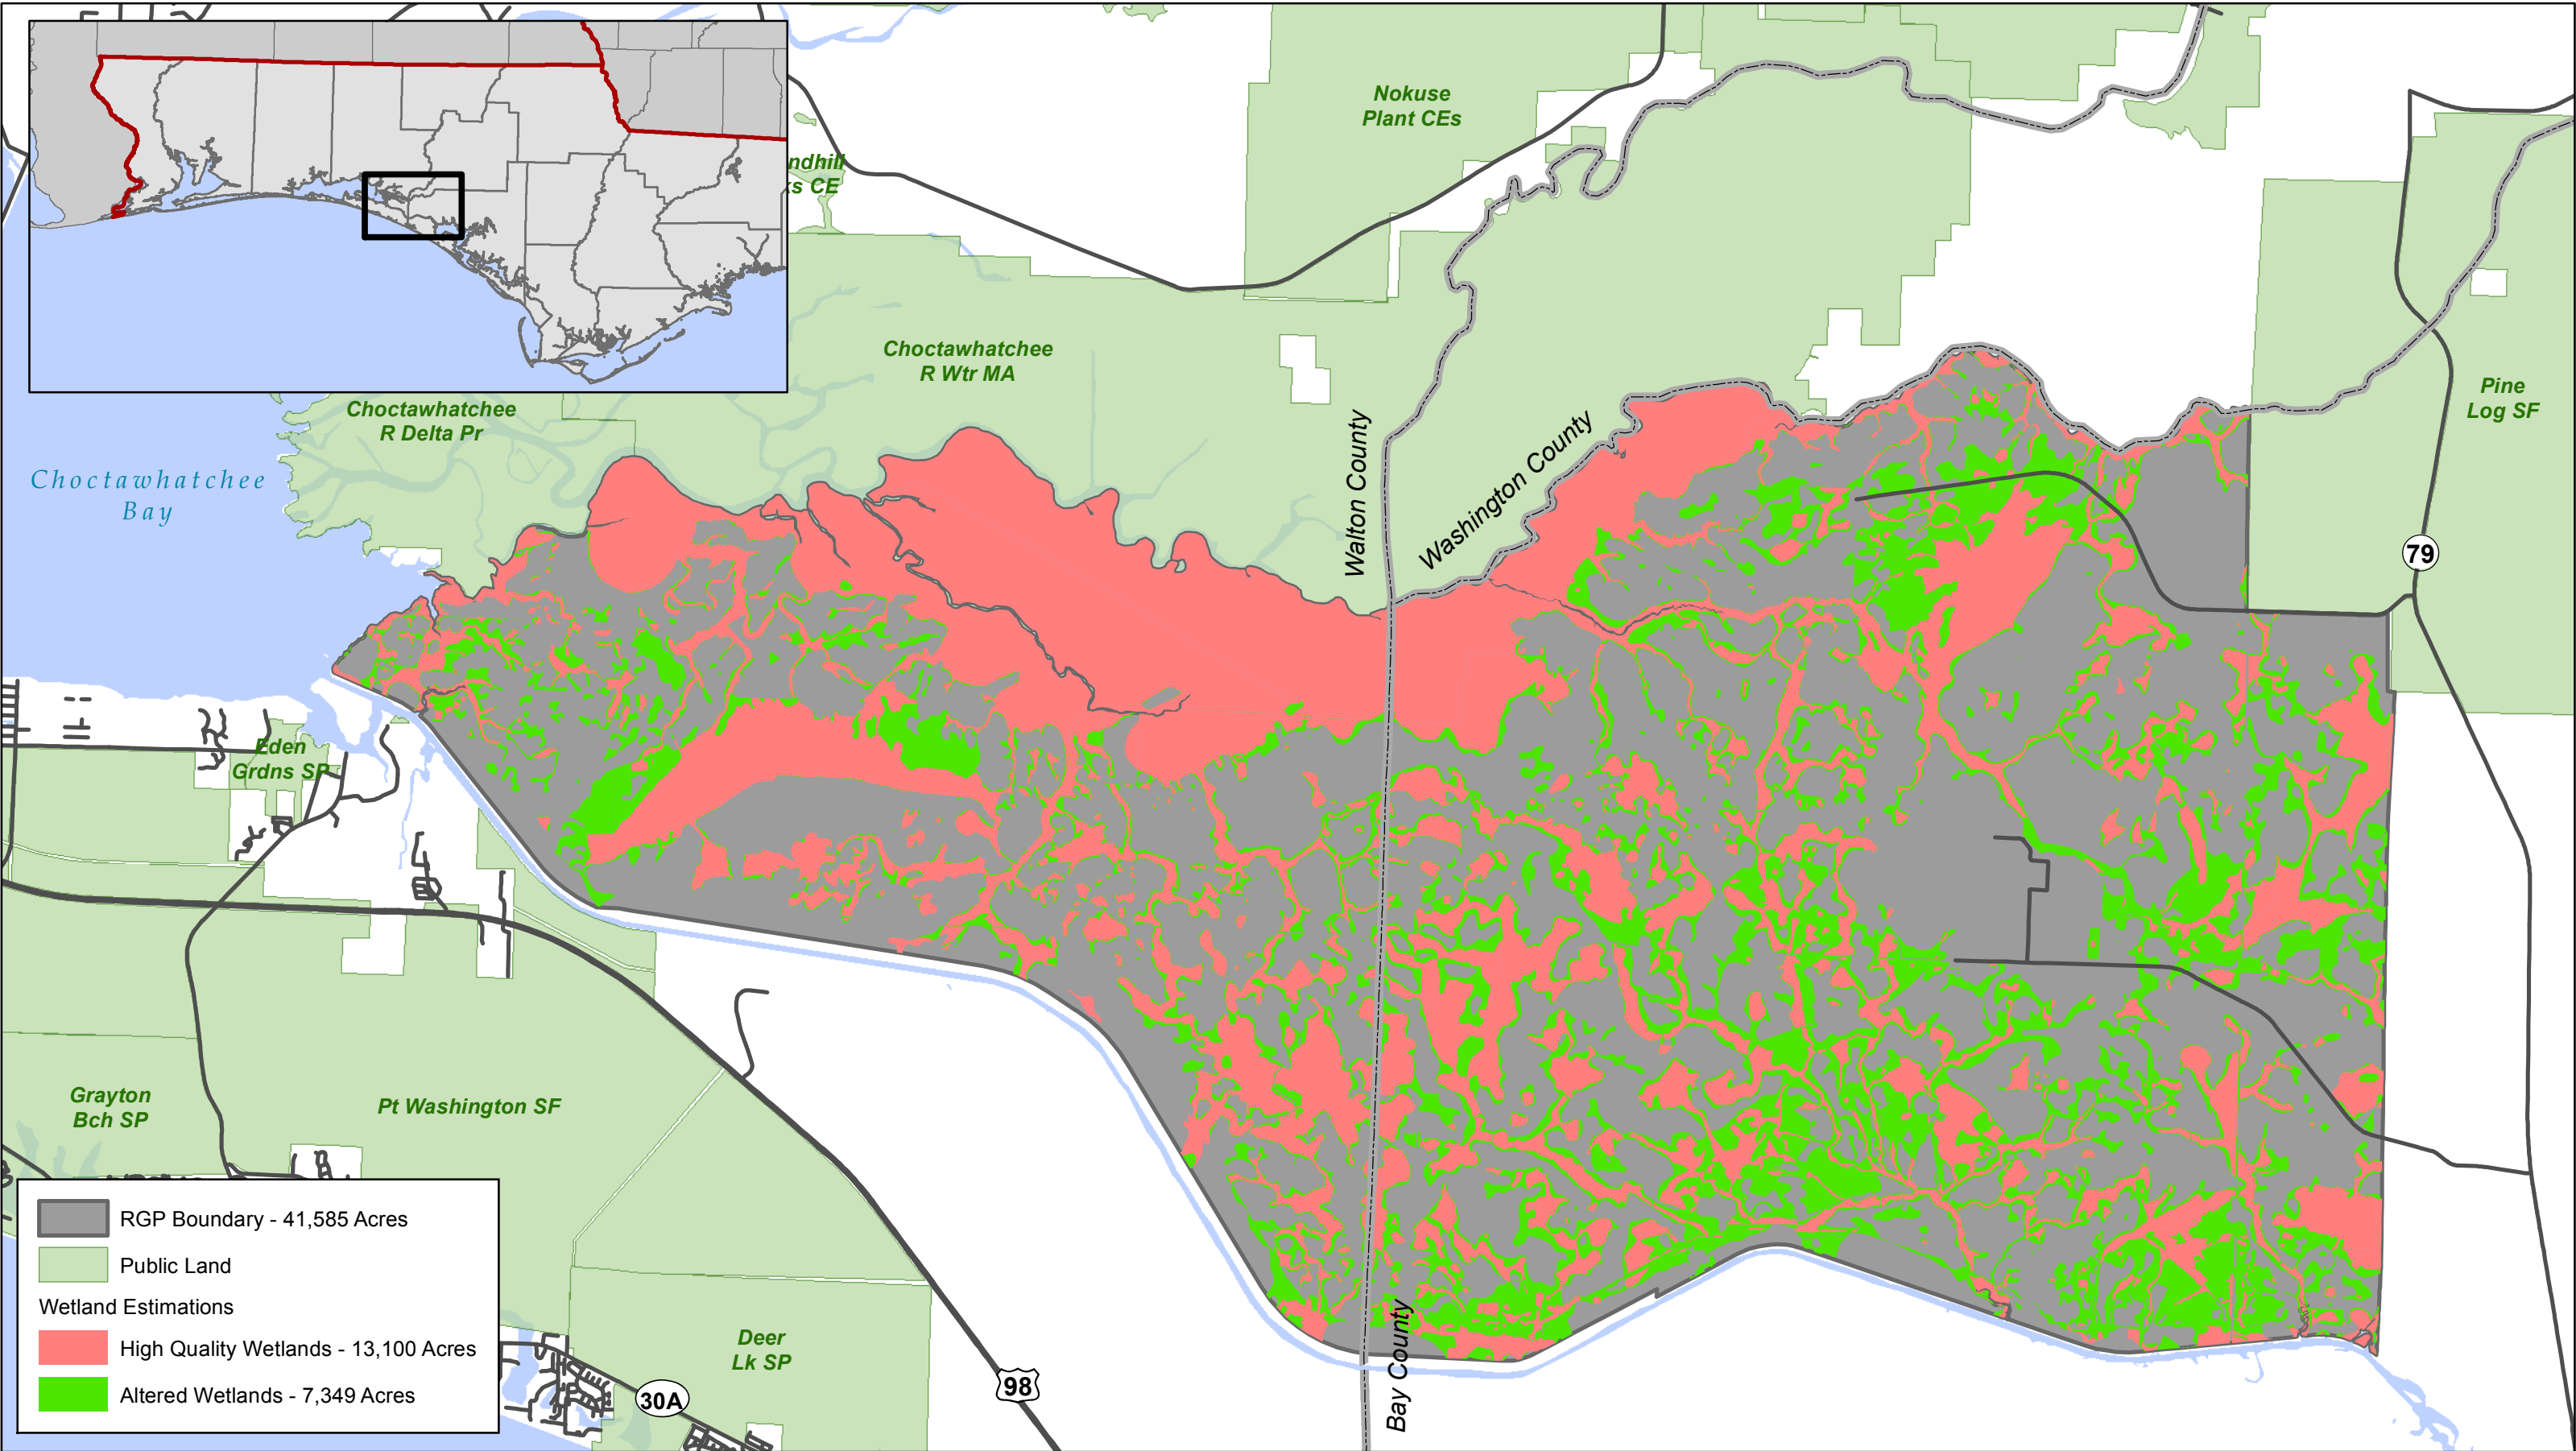 Nokuse
Plant CEs
ndhill
ks CE
Choctawhatchee
R Wtr MA
Choctawhatchee
R Delta Pr
Pine
Log SF
Choctawhatchee
Bay
Walton County
Washington County
79
Eden
Grdns SP
Grayton
Bch SP
Pt Washington SF
RGP Boundary - 41,585 Acres
Public Land
Wetland Estimations
High Quality Wetlands - 13,100 Acres
Altered Wetlands - 7,349 Acres
Deer
Lk SP
30A
98
Bay County